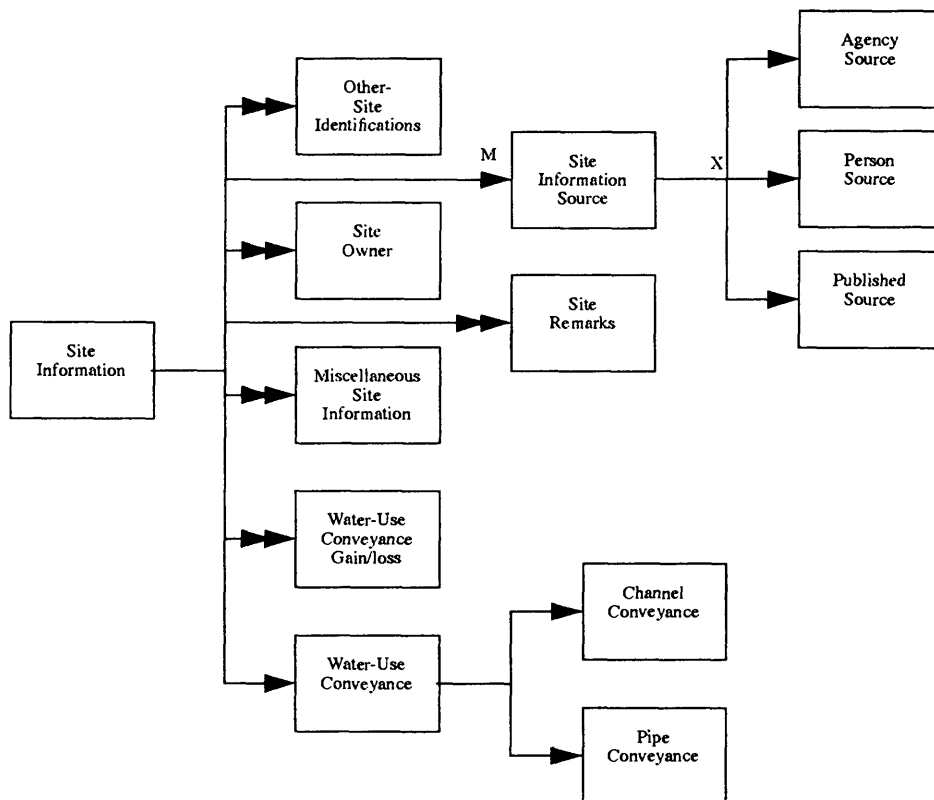 Agency
Source
Other-
Site
Identifications
M
Site
Information
Source
X
Person
Source
Site
Owner
Published
Source
Site
Remarks
Site
Information
Miscellaneous
Site
Information
Water-Use
Conveyance
Gain/loss
Channel
Conveyance
Water-Use
Conveyance
Pipe
Conveyance